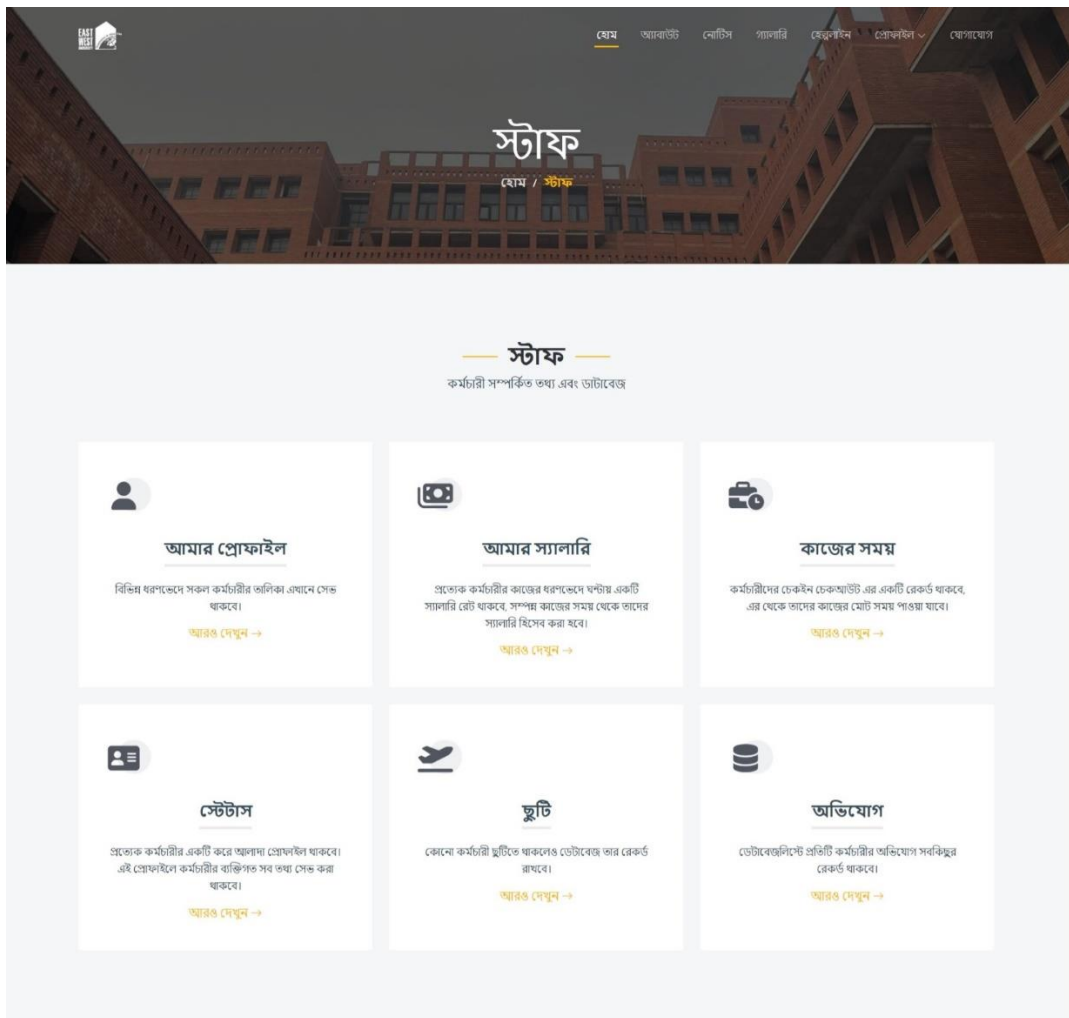 EAST
WEST
UNIVERSITY
হোম অ্যাবাউট নোটিস গ্যালারি হেল্পলাইন প্রোফাইল যোগাযোগ
স্টাফ
হোম / স্টাফ
স্টাফ
কর্মচারী সম্পর্কিত তথ্য এবং ডাটাবেজ
আমার প্রোফাইল
বিভিন্ন ধরণভেদে সকল কর্মচারীর তালিকা এখানে সেভ
থাকবে।
আরও দেখুন →
আমার স্যালারি
প্রত্যেক কর্মচারীর কাজের ধরণভেদে ঘন্টায় একটি
স্যালারি রেট থাকবে, সম্পন্ন কাজের সময় থেকে তাদের
স্যালারি হিসেব করা হবে।
আরও দেখুন →
কাজের সময়
কর্মচারীদের চেকইন চেকআউট এর একটি রেকর্ড থাকবে,
এর থেকে তাদের কাজের মোট সময় পাওয়া যাবে।
আরও দেখুন →
স্টেটাস
প্রত্যেক কর্মচারীর একটি করে আলাদা প্রোফাইল থাকবে।
এই প্রোফাইলে কর্মচারীর ব্যক্তিগত সব তথ্য সেভ করা
থাকবে।
আরও দেখুন →
ছুটি
কোনো কর্মচারী ছুটিতে থাকলেও ডেটাবেজ তার রেকর্ড
রাখবে।
আরও দেখুন →
অভিযোগ
ডেটাবেজলিস্টে প্রতিটি কর্মচারীর অভিযোগ সবকিছুর
রেকর্ড থাকবে।
আরও দেখুন →